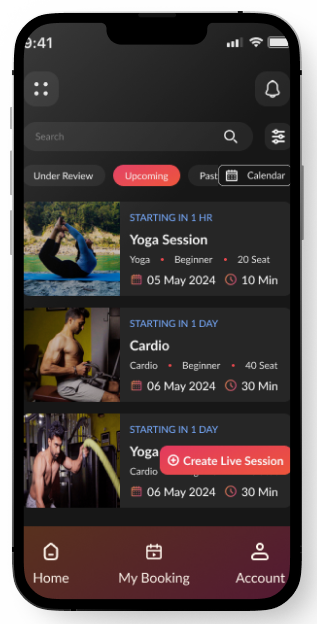 9:41
Search
Under Review Upcoming Past Calendar
STARTING IN 1 HR
Yoga Session
Yoga • Beginner • 20 Seat
05 May 2024 10 Min
STARTING IN 1 DAY
Cardio
Cardio • Beginner • 40 Seat
06 May 2024 30 Min
STARTING IN 1 DAY
Yoga
Create Live Session
Cardio
06 May 2024 30 Min
Home My Booking Account